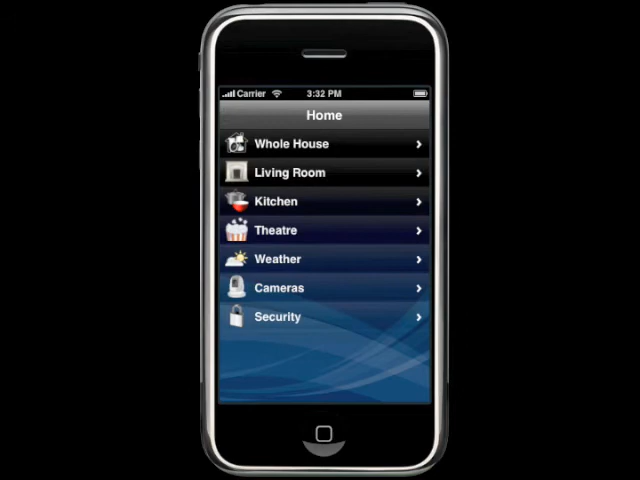 Carrier 3:32 PM
Home
Whole House
Living Room
Kitchen
Theatre
Weather
Cameras
Security